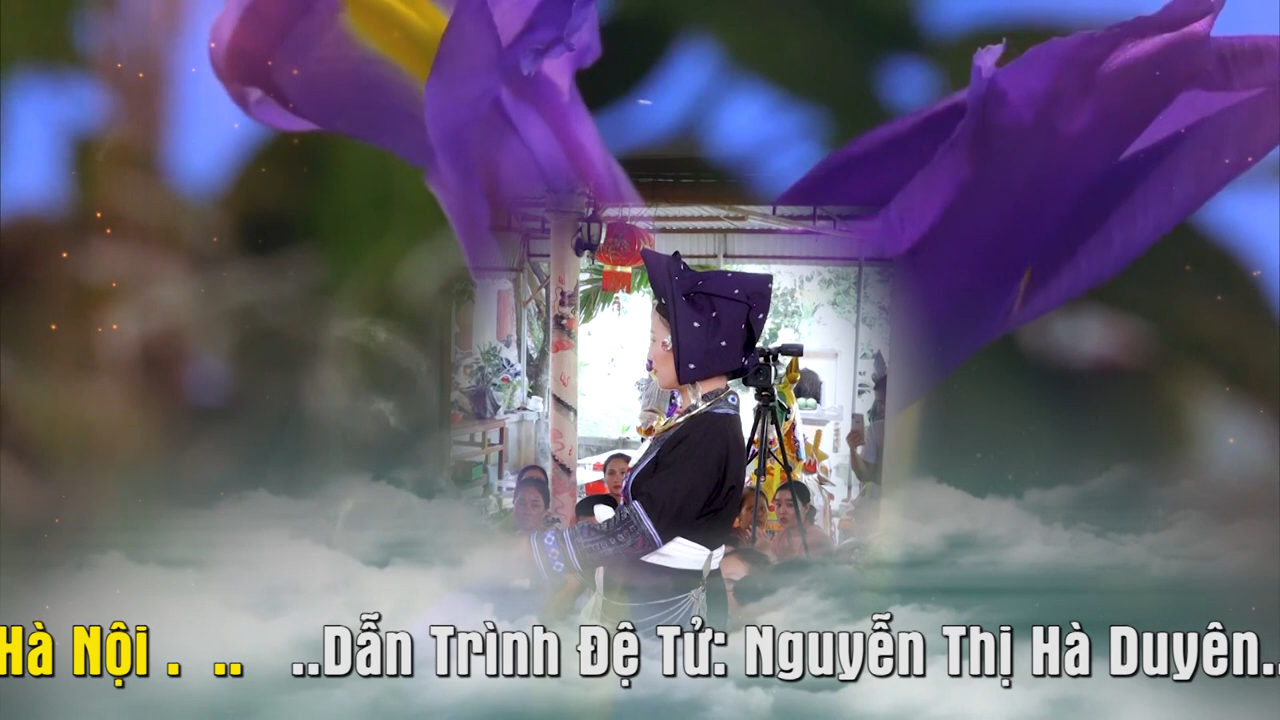 Hà Nội . .. ..Dẫn Trình Đệ Tử: Nguyễn Thị Hà Duyên..